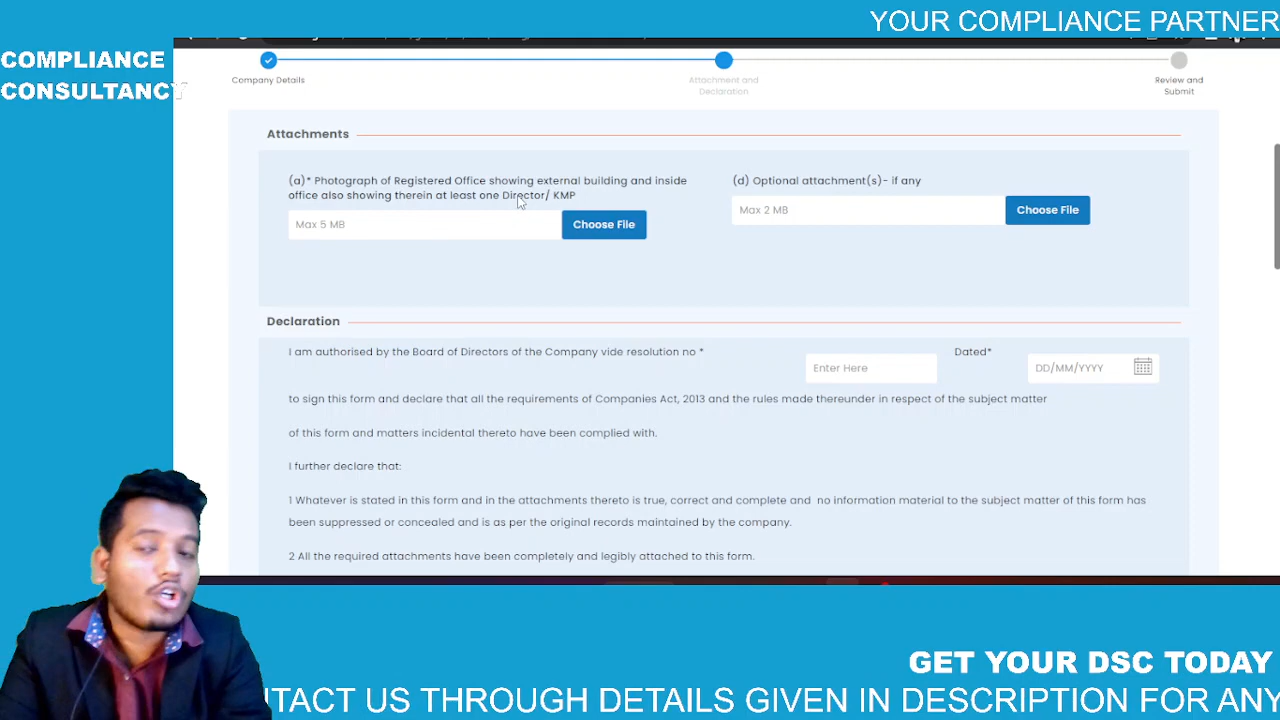 YOUR COMPLIANCE PARTNER
COMPLIANCE
CONSULTANCY
Company Details
Attachment and
Declaration
Review and
Submit
Attachments
(a)* Photograph of Registered Office showing external building and inside
office also showing therein at least one Director/ KMP
Max 5 MB
Choose File
(d) Optional attachment(s)- if any
Max 2 MB
Choose File
Declaration
I am authorised by the Board of Directors of the Company vide resolution no *
Enter Here
Dated*
DD/MM/YYYY
to sign this form and declare that all the requirements of Companies Act, 2013 and the rules made thereunder in respect of the subject matter
of this form and matters incidental thereto have been complied with.
I further declare that:
1 Whatever is stated in this form and in the attachments thereto is true, correct and complete and no information material to the subject matter of this form has
been suppressed or concealed and is as per the original records maintained by the company.
2 All the required attachments have been completely and legibly attached to this form.
GET YOUR DSC TODAY
NTACT US THROUGH DETAILS GIVEN IN DESCRIPTION FOR ANY